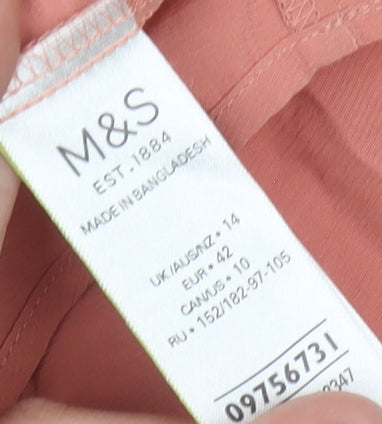 M&S
EST. 1884
MADE IN BANGLADESH
UK/AUS/NZ • 14
EUR • 42
CAN/US • 10
RU • 152/182-97-105
09756731
2347